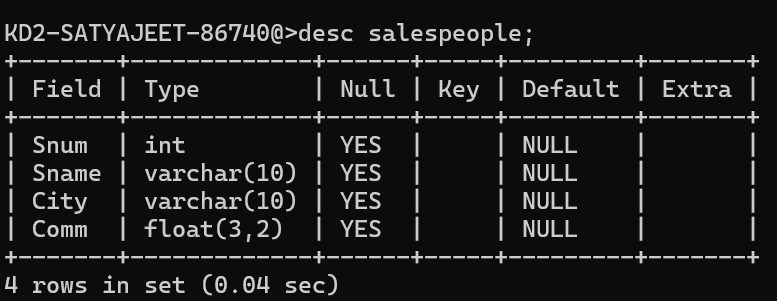 KD2-SATYAJEET-86740@>desc salespeople;
+-------+-------------+------+-----+---------+-------+
| Field | Type        | Null | Key | Default | Extra |
+-------+-------------+------+-----+---------+-------+
| Snum  | int         | YES  |     | NULL    |       |
| Sname | varchar(10) | YES  |     | NULL    |       |
| City  | varchar(10) | YES  |     | NULL    |       |
| Comm  | float(3,2)  | YES  |     | NULL    |       |
+-------+-------------+------+-----+---------+-------+
4 rows in set (0.04 sec)